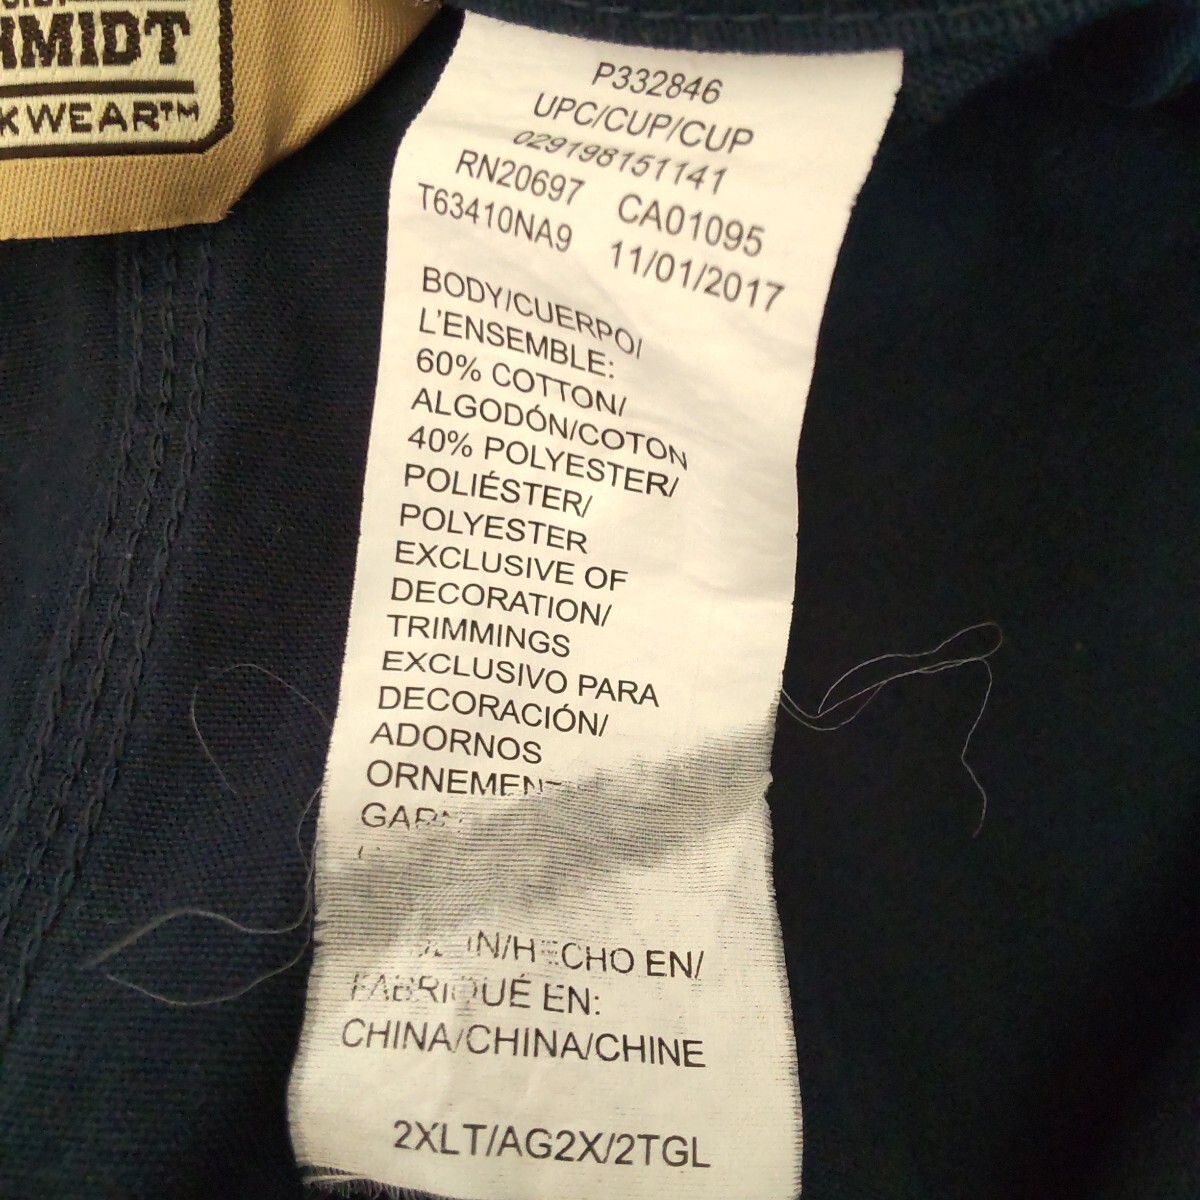 HMIDT
KWEAR™
P332846
UPC/CUP/CUP
029198151141
RN20697 CA01095
T63410NA9 11/01/2017
BODY/CUERPO/
L'ENSEMBLE:
60% COTTON/
ALGODÓN/COTON
40% POLYESTER/
POLIÉSTER/
POLYESTER
EXCLUSIVE OF
DECORATION/
TRIMMINGS
EXCLUSIVO PARA
DECORACIÓN/
ADORNOS
IN/HECHO EN/
FABRIQUÉ EN:
CHINA/CHINA/CHINE
2XLT/AG2X/2TGL